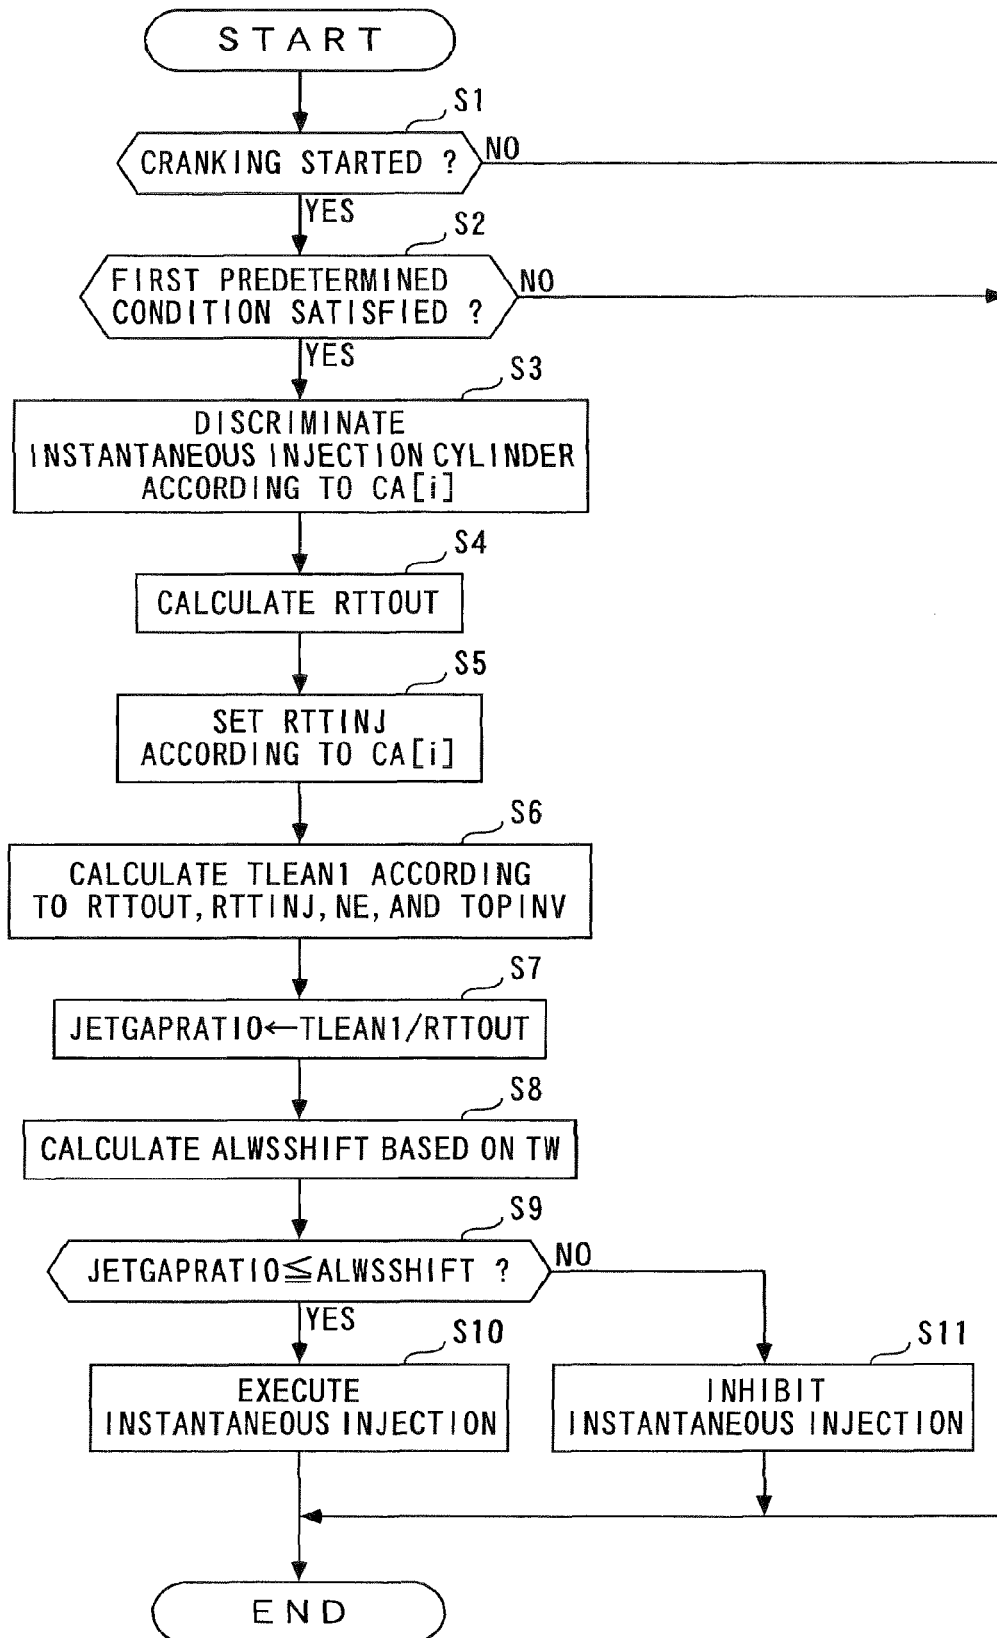 START
S1
CRANKING STARTED ?
NO
YES
S2
FIRST PREDETERMINED
CONDITION SATISFIED ?
NO
YES
S3
DISCRIMINATE
INSTANTANEOUS INJECTION CYLINDER
ACCORDING TO CA[i]
S4
CALCULATE RTTOUT
S5
SET RTTINJ
ACCORDING TO CA[i]
S6
CALCULATE TLEAN1 ACCORDING
TO RTTOUT, RTTINJ, NE, AND TOPINV
S7
JETGAPRATIO←TLEAN1/RTTOUT
S8
CALCULATE ALWSSHIFT BASED ON TW
S9
JETGAPRATIO≦ALWSSHIFT ?
NO
YES
S10
EXECUTE
INSTANTANEOUS INJECTION
S11
INHIBIT
INSTANTANEOUS INJECTION
END